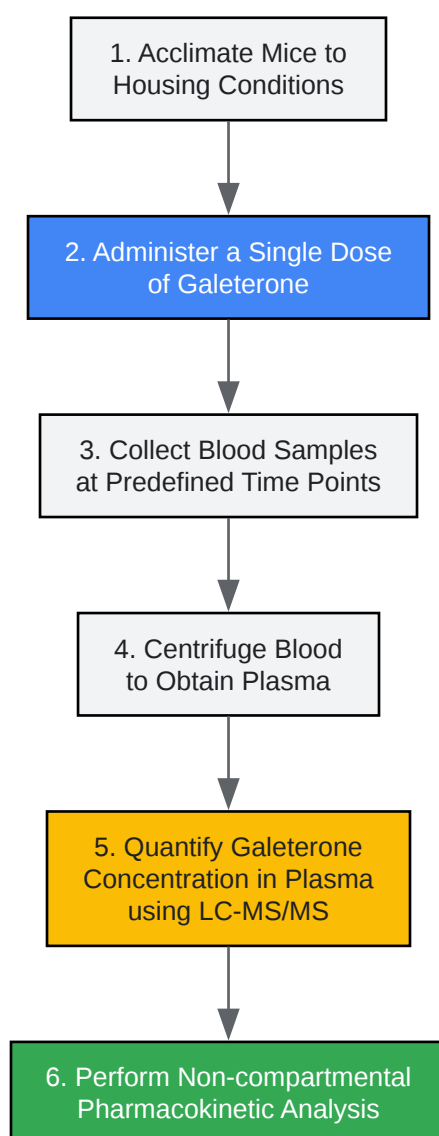 1. Acclimate Mice to
Housing Conditions
2. Administer a Single Dose
of Galeterone
3. Collect Blood Samples
at Predefined Time Points
4. Centrifuge Blood
to Obtain Plasma
5. Quantify Galeterone
Concentration in Plasma
using LC-MS/MS
6. Perform Non-compartmental
Pharmacokinetic Analysis